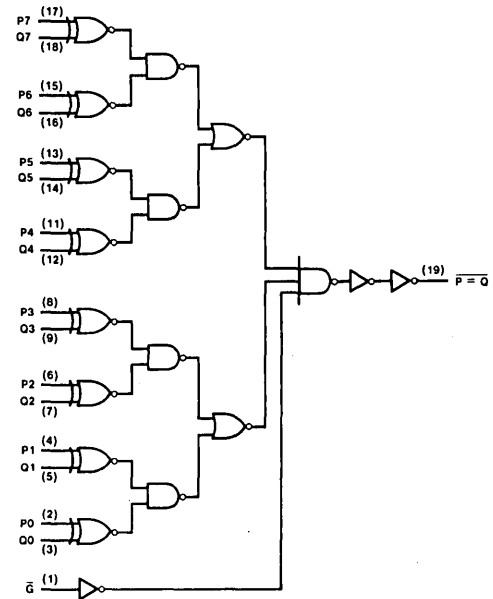 P7 (17)
Q7 (18)
P6 (15)
Q6 (16)
P5 (13)
Q5 (14)
P4 (11)
Q4 (12)
(19) P = Q
P3 (8)
Q3 (9)
P2 (6)
Q2 (7)
P1 (4)
Q1 (5)
P0 (2)
Q0 (3)
G (1)